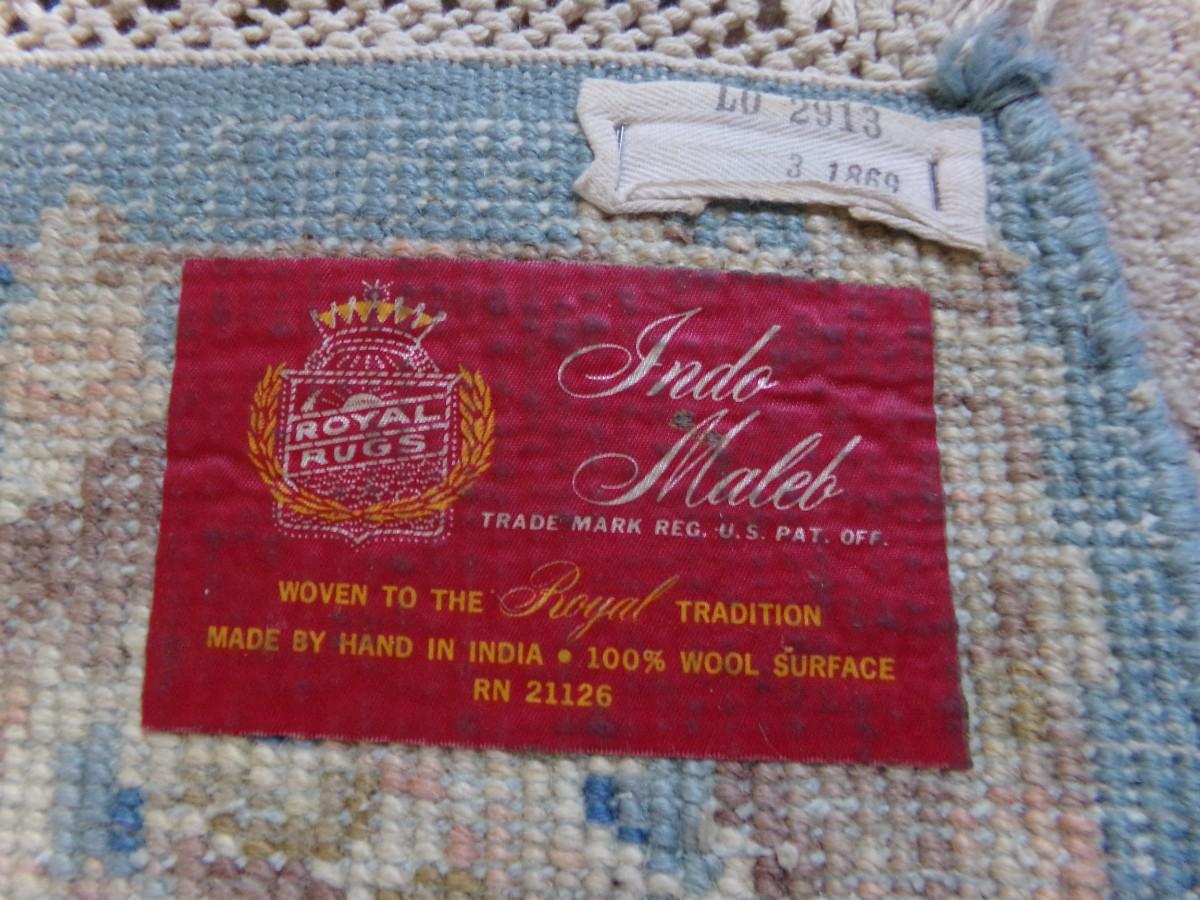 LO 2913
3 1869
ROYAL
RUGS
Indo
Maleb
TRADE MARK REG. U.S. PAT. OFF.
WOVEN TO THE Royal TRADITION
MADE BY HAND IN INDIA • 100% WOOL SURFACE
RN 21126